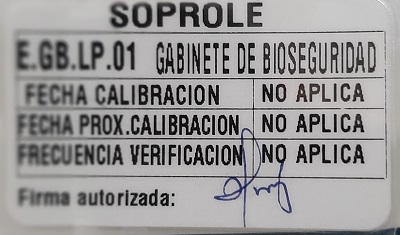 SOPROLE
E.GB.LP.01 GABINETE DE BIOSEGURIDAD
FECHA CALIBRACION NO APLICA
FECHA PROX.CALIBRACION NO APLICA
FRECUENCIA VERIFICACION NO APLICA
Firma autorizada: